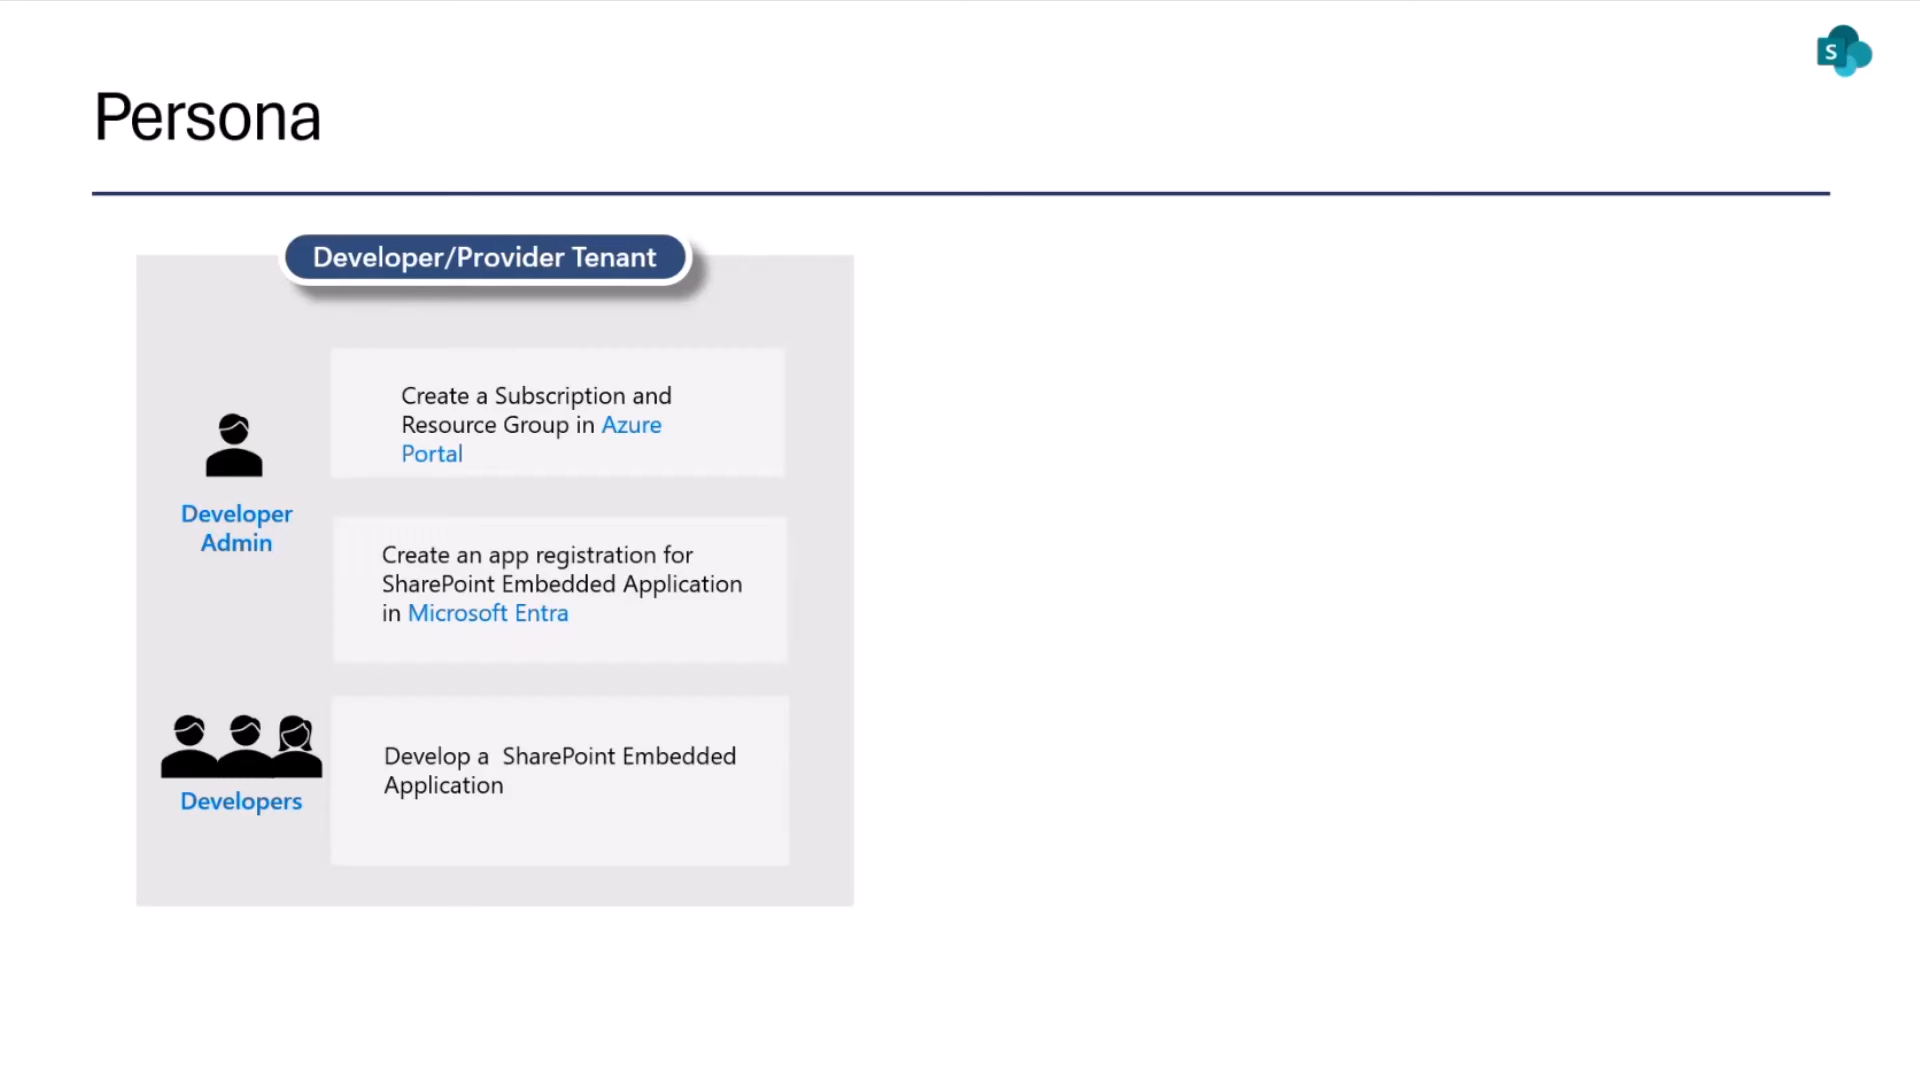 S
Persona
Developer/Provider Tenant
Create a Subscription and
Resource Group in Azure
Portal
Developer
Admin
Create an app registration for
SharePoint Embedded Application
in Microsoft Entra
Develop a  SharePoint Embedded
Application
Developers